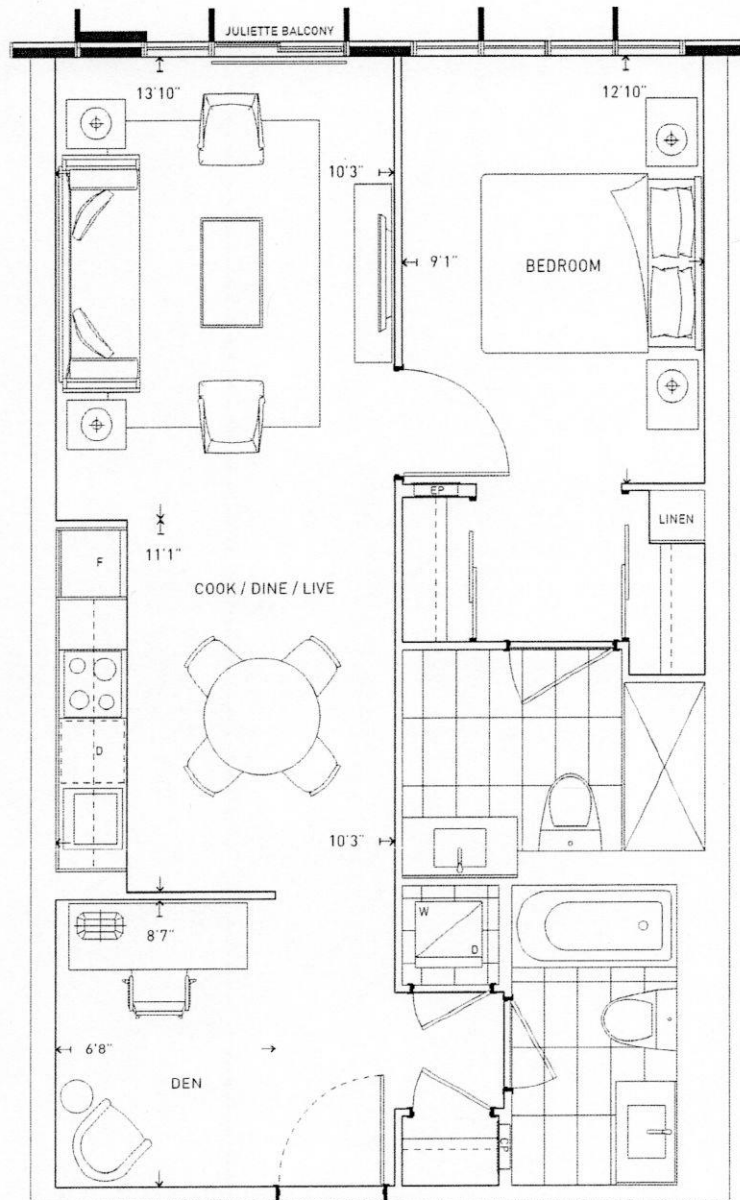 JULIETTE BALCONY
13'10"
12'10"
10'3"
9'1"
BEDROOM
EP
LINEN
F
11'1"
COOK / DINE / LIVE
D
10'3"
W
D
8'7"
6'8"
DEN